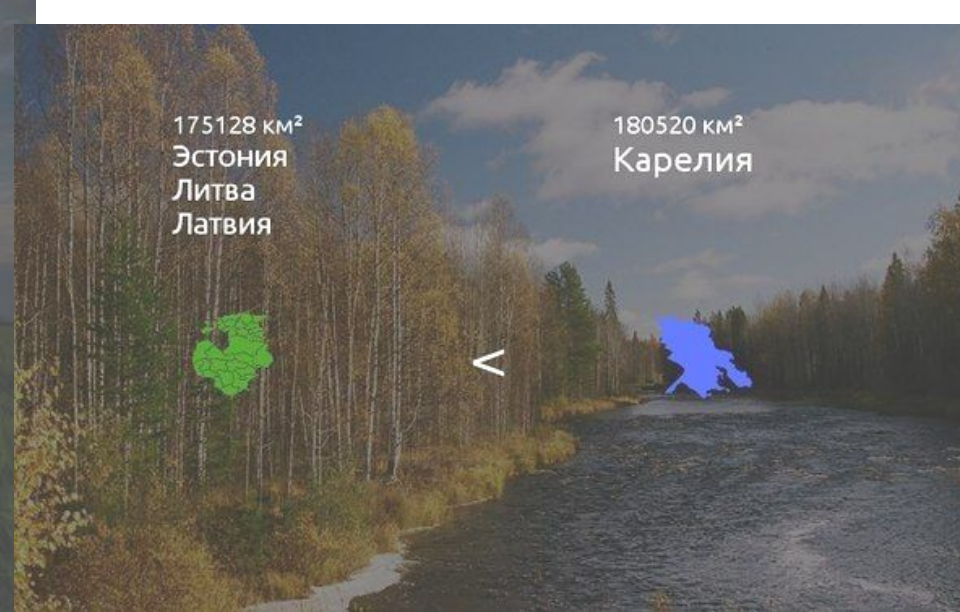 175128 км²
Эстония
Литва
Латвия
<
180520 км²
Карелия